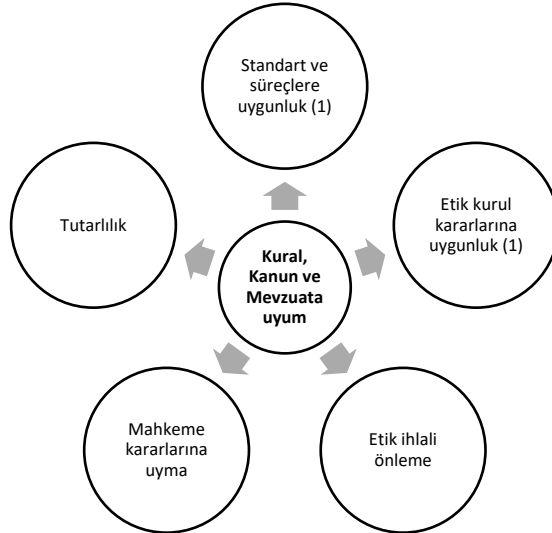 Standart ve
süreçlere
uygunluk (1)
Tutarlılık
Etik kurul
kararlarına
uygunluk (1)
Kural,
Kanun ve
Mevzuata
uyum
Mahkeme
kararlarına
uyma
Etik ihlali
önleme